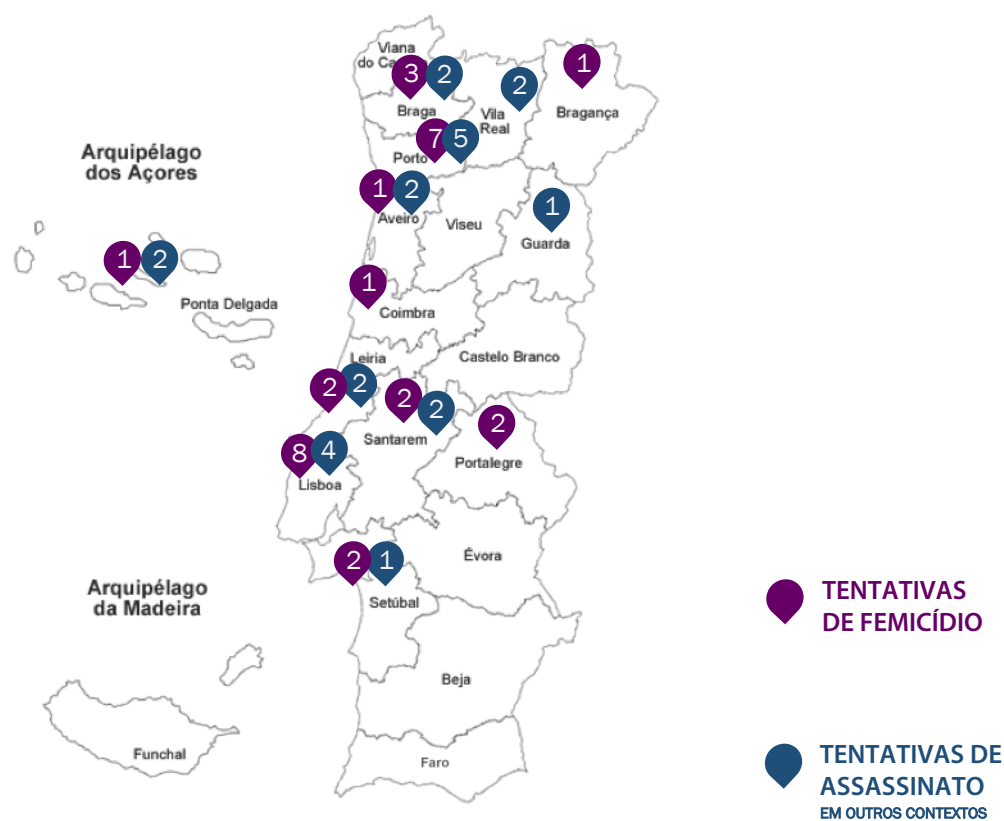 Viana
do Ca
3
2
2
1
Braga
Vila
Real
Bragança
7
5
Porto
Arquipélago
dos Açores
1
2
Aveiro
Viseu
1
Guarda
1
2
Ponta Delgada
1
Coimbra
Leiria
Castelo Branco
2
2
2
2
Santarem
2
Portalegre
8
4
Lisboa
Évora
2
1
Setúbal
Arquipélago
da Madeira
TENTATIVAS
DE FEMICÍDIO
Beja
Funchal
Faro
TENTATIVAS DE
ASSASSINATO
EM OUTROS CONTEXTOS